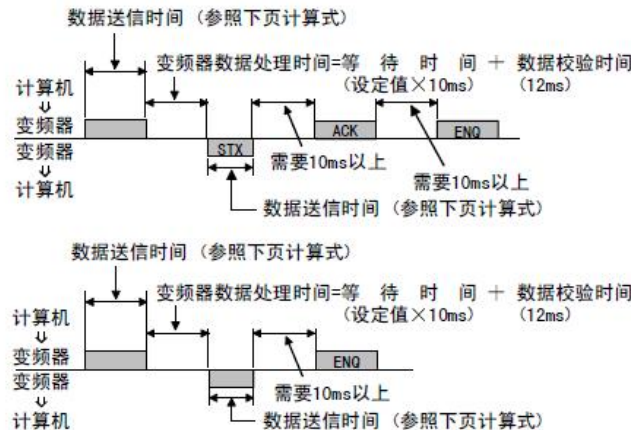 数据送信时间 (参照下页计算式)
变频器数据处理时间=等待时间 + 数据校验时间
(设定值×10ms) (12ms)
计算机
⇓
变频器
变频器
⇓
计算机
STX
ACK
ENQ
需要10ms以上
需要10ms以上
数据送信时间 (参照下页计算式)
数据送信时间 (参照下页计算式)
变频器数据处理时间=等待时间 + 数据校验时间
(设定值×10ms) (12ms)
计算机
⇓
变频器
变频器
⇓
计算机
ENQ
需要10ms以上
数据送信时间 (参照下页计算式)